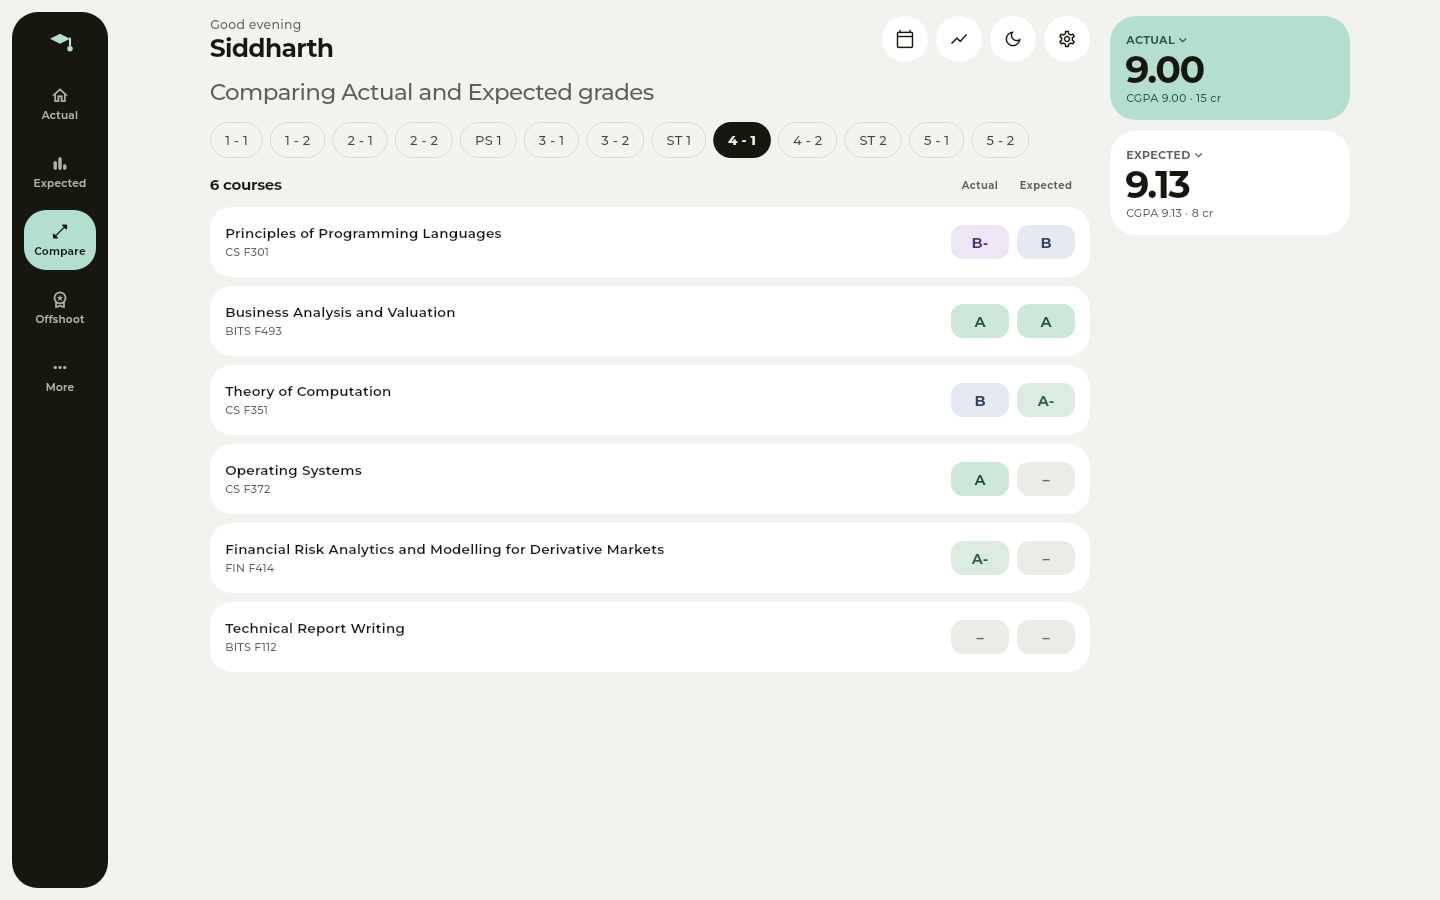 Actual
Expected
Compare
Offshoot
More
Good evening
Siddharth
Comparing Actual and Expected grades
1 - 1
1 - 2
2 - 1
2 - 2
PS 1
3 - 1
3 - 2
ST 1
4 - 1
4 - 2
ST 2
5 - 1
5 - 2
6 courses
Actual
Expected
Principles of Programming Languages
CS F301
B-
B
Business Analysis and Valuation
BITS F493
A
A
Theory of Computation
CS F351
B
A-
Operating Systems
CS F372
A
–
Financial Risk Analytics and Modelling for Derivative Markets
FIN F414
A-
–
Technical Report Writing
BITS F112
–
–
ACTUAL
9.00
CGPA 9.00 · 15 cr
EXPECTED
9.13
CGPA 9.13 · 8 cr